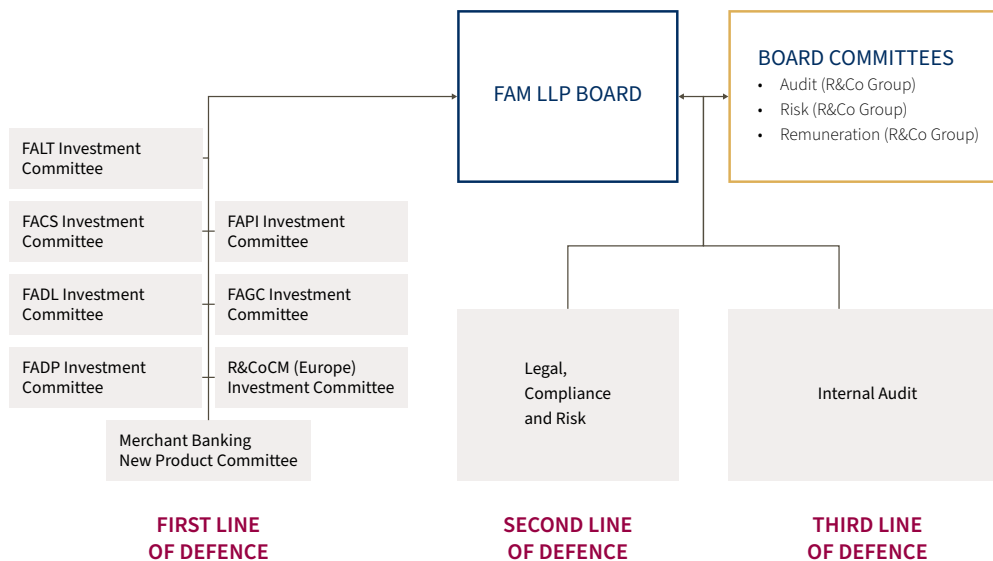 FAM LLP BOARD
BOARD COMMITTEES
• Audit (R&Co Group)
• Risk (R&Co Group)
• Remuneration (R&Co Group)
FALT Investment
Committee
FACS Investment
Committee
FAPI Investment
Committee
FADL Investment
Committee
FAGC Investment
Committee
FADP Investment
Committee
R&CoCM (Europe)
Investment Committee
Merchant Banking
New Product Committee
Legal,
Compliance
and Risk
Internal Audit
FIRST LINE
OF DEFENCE
SECOND LINE
OF DEFENCE
THIRD LINE
OF DEFENCE